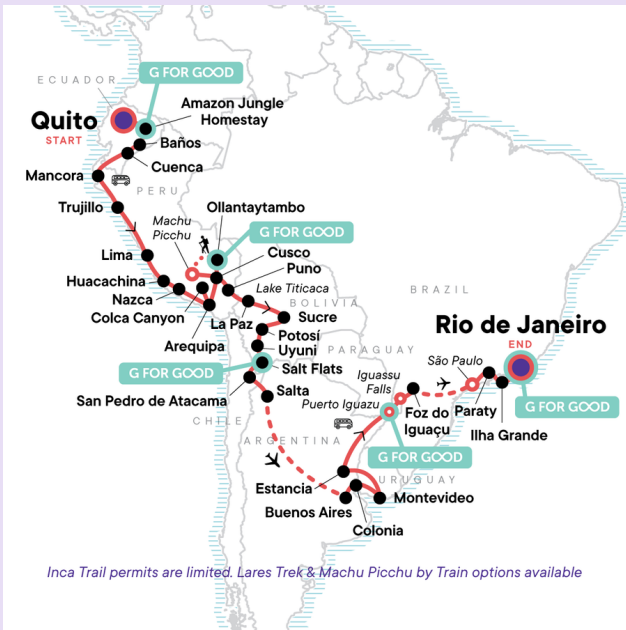 G FOR GOOD
ECUADOR
Amazon Jungle
Homestay
Quito
START
Baños
Cuenca
Mancora
PERU
Trujillo
Machu
Picchu
Ollantaytambo
G FOR GOOD
Lima
Cusco
Puno
Huacachina
Lake Titicaca
Nazca
BOLIVIA
BRAZIL
Colca Canyon
La Paz
Sucre
Rio de Janeiro
END
Arequipa
Potosí
Uyuni
PARAGUAY
São Paulo
G FOR GOOD
Salt Flats
Iguassu
Falls
San Pedro de Atacama
Salta
Puerto Iguazu
Foz do
Iguaçu
Paraty
G FOR GOOD
CHILE
Ilha Grande
ARGENTINA
G FOR GOOD
URUGUAY
Estancia
Montevideo
Buenos Aires
Colonia
Inca Trail permits are limited. Lares Trek & Machu Picchu by Train options available